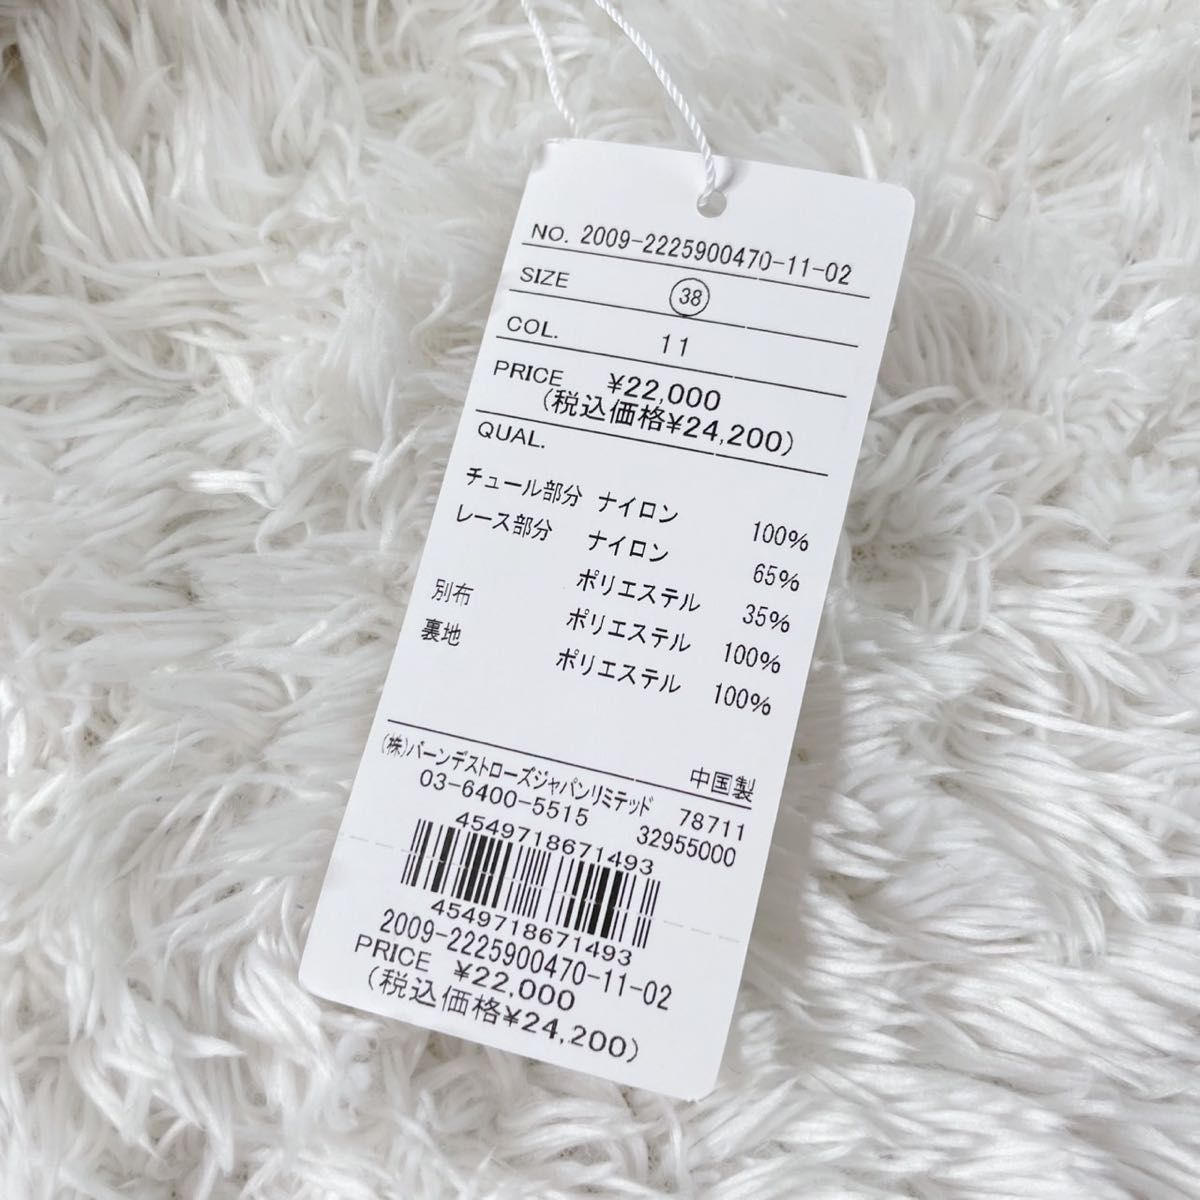 NO. 2009-2225900470-11-02
SIZE 38
COL. 11
PRICE ¥22,000
(税込価格¥24,200)
QUAL.
チュール部分 ナイロン 100%
レース部分 ナイロン 65%
ポリエステル 35%
別布 ポリエステル 100%
裏地 ポリエステル 100%
中国製
(株)バーンデストローズジャパンリミテッド 78711
03-6400-5515 32955000
4549718671493
4549718671493
2009-2225900470-11-02
PRICE ¥22,000
(税込価格¥24,200)